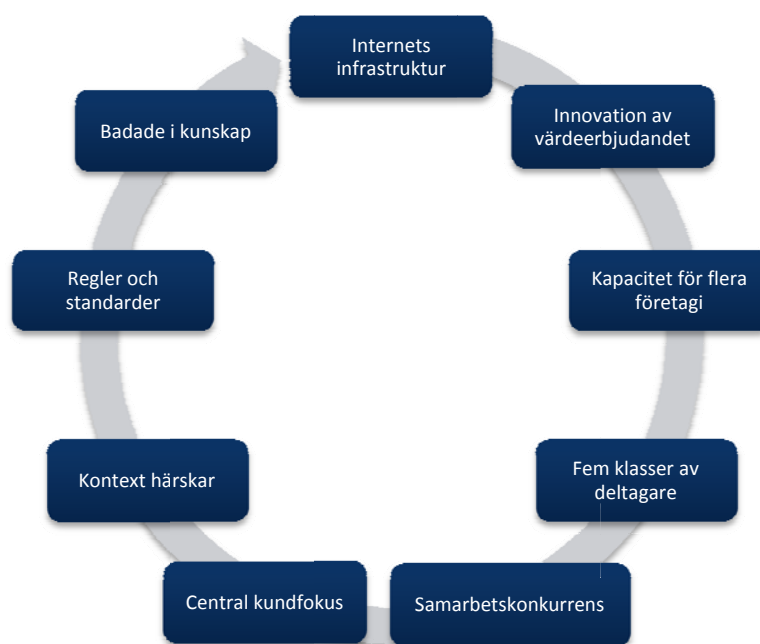 Internets
infrastruktur
Innovation av
värdeerbjudandet
Kapacitet för flera
företagi
Fem klasser av
deltagare
Samarbetskonkurrens
Central kundfokus
Kontext härskar
Regler och
standarder
Badade i kunskap